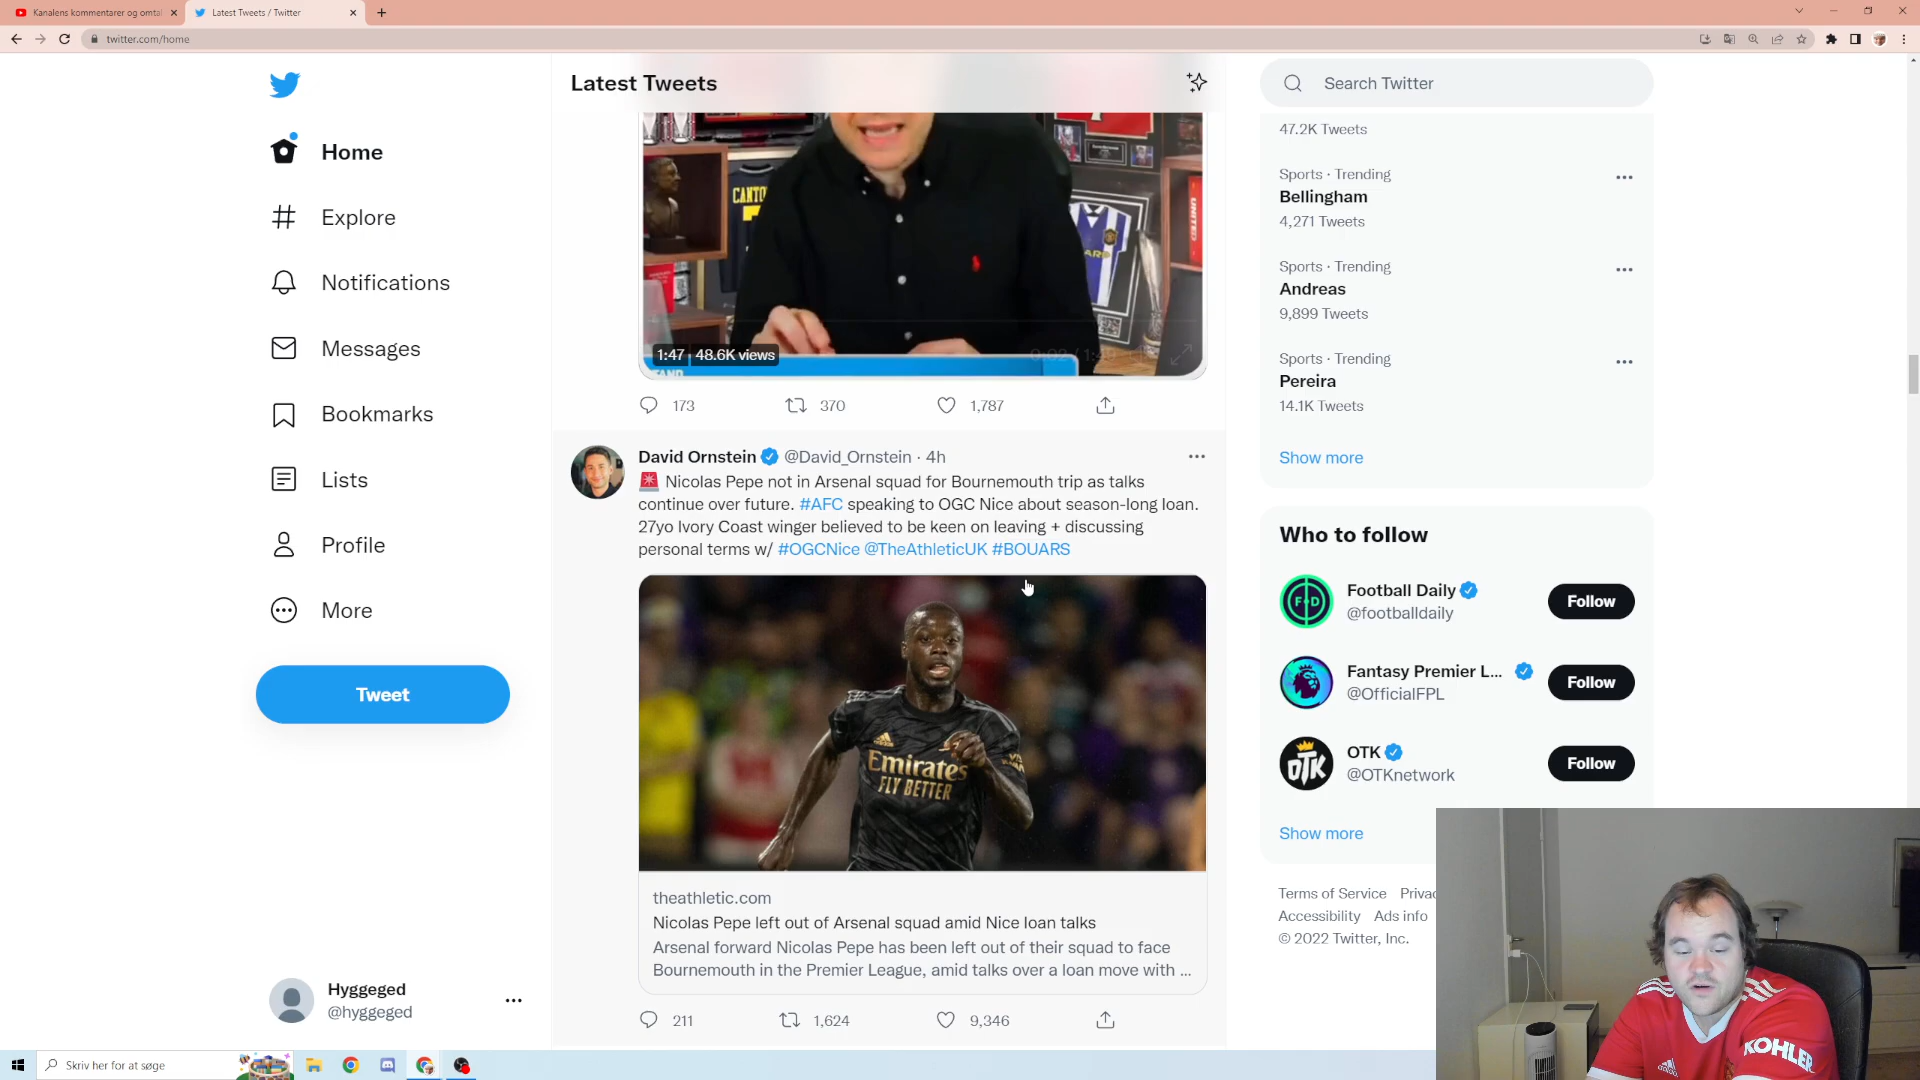 Kanalens kommentarer og omtal
Latest Tweets / Twitter
twitter.com/home
Home
Explore
Notifications
Messages
Bookmarks
Lists
Profile
More
Tweet
Hyggeged
@hyggeged
Latest Tweets
CANTO
UNITED
1:47 48.6K views
173 370 1,787
David Ornstein @David_Ornstein · 4h
Nicolas Pepe not in Arsenal squad for Bournemouth trip as talks
continue over future. #AFC speaking to OGC Nice about season-long loan.
27yo Ivory Coast winger believed to be keen on leaving + discussing
personal terms w/ #OGCNice @TheAthleticUK #BOUARS
Emirates
FLY BETTER
theathletic.com
Nicolas Pepe left out of Arsenal squad amid Nice loan talks
Arsenal forward Nicolas Pepe has been left out of their squad to face
Bournemouth in the Premier League, amid talks over a loan move with ...
211 1,624 9,346
Search Twitter
47.2K Tweets
Sports · Trending
Bellingham
4,271 Tweets
Sports · Trending
Andreas
9,899 Tweets
Sports · Trending
Pereira
14.1K Tweets
Show more
Who to follow
Football Daily
@footballdaily
Follow
Fantasy Premier L...
@OfficialFPL
Follow
OTK
@OTKnetwork
Follow
Show more
Terms of Service Privac
Accessibility Ads info
© 2022 Twitter, Inc.
KOHLER
Skriv her for at søge